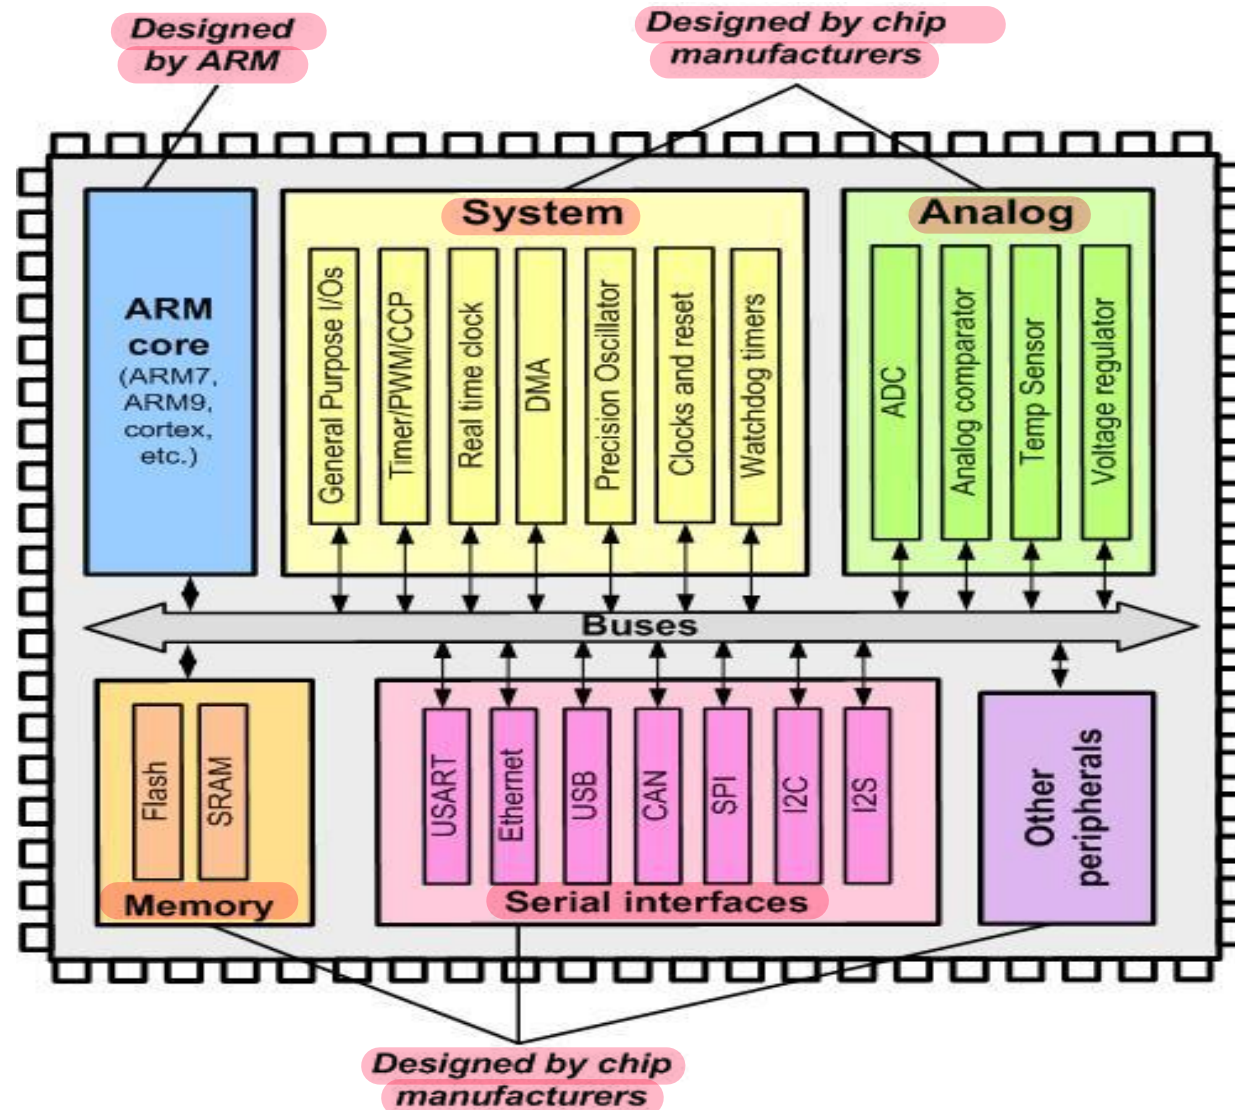 Designed
by ARM
Designed by chip
manufacturers
ARM
core
(ARM7,
ARM9,
cortex,
etc.)
System
General Purpose I/Os
Timer/PWM/CCP
Real time clock
DMA
Precision Oscillator
Clocks and reset
Watchdog timers
Analog
ADC
Analog comparator
Temp Sensor
Voltage regulator
Buses
Flash
SRAM
Memory
USART
Ethernet
USB
CAN
SPI
I2C
I2S
Serial interfaces
Other
peripherals
Designed by chip
manufacturers